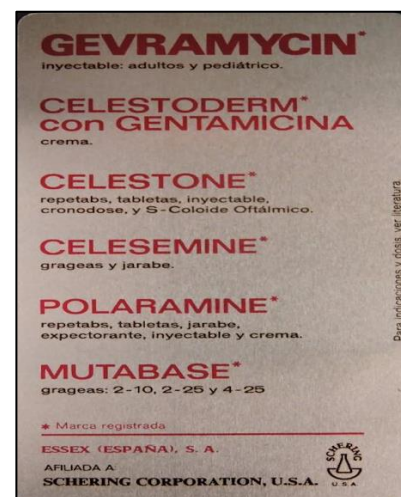 GEVRAMYCIN*
inyectable: adultos y pediátrico.
CELESTODERM*
con GENTAMICINA
crema.
CELESTONE*
repetabs, tabletas, inyectable,
cronodose, y S-Coloide Oftálmico.
CELESEMINE*
grageas y jarabe.
POLARAMINE*
repetabs, tabletas, jarabe,
expectorante, inyectable y crema.
MUTABASE*
grageas: 2-10, 2-25 y 4-25
* Marca registrada
ESSEX (ESPAÑA), S. A.
AFILIADA A
SCHERING CORPORATION, U.S.A.
SCHERING
U.S.A.
Para indicaciones y dosis, ver literatura